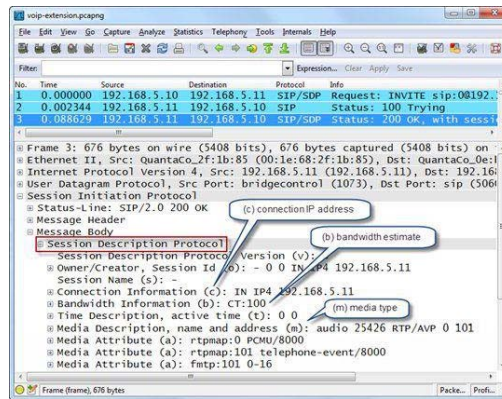 voip-extension.pcapng
File Edit View Go Capture Analyze Statistics Telephony Tools Internals Help
Filter: Expression... Clear Apply Save
No. Time Source Destination Protocol Info
1 0.000000 192.168.5.10 192.168.5.11 SIP/SDP Request: INVITE sip:0@192.
2 0.002344 192.168.5.11 192.168.5.10 SIP Status: 100 Trying
3 0.088629 192.168.5.11 192.168.5.10 SIP/SDP Status: 200 OK, with sessi
Frame 3: 676 bytes on wire (5408 bits), 676 bytes captured (5408 bits) on
Ethernet II, Src: QuantaCo_2f:1b:85 (00:1e:68:2f:1b:85), Dst: QuantaCo_0e:
Internet Protocol Version 4, Src: 192.168.5.11 (192.168.5.11), Dst: 192.16
User Datagram Protocol, Src Port: bridgecontrol (1073), Dst Port: sip (506
Session Initiation Protocol
Status-Line: SIP/2.0 200 OK
(c) connection IP address
Message Header
Message Body
(b) bandwidth estimate
Session Description Protocol
Session Description Protocol Version (v):
Owner/Creator, Session Id (o): - 0 0 IN IP4 192.168.5.11
Session Name (s): -
Connection Information (c): IN IP4 192.168.5.11
Bandwidth Information (b): CT:100
(m) media type
Time Description, active time (t): 0 0
Media Description, name and address (m): audio 25426 RTP/AVP 0 101
Media Attribute (a): rtpmap:0 PCMU/8000
Media Attribute (a): rtpmap:101 telephone-event/8000
Media Attribute (a): fmtp:101 0-16
Frame (frame), 676 bytes Packe... Profi...